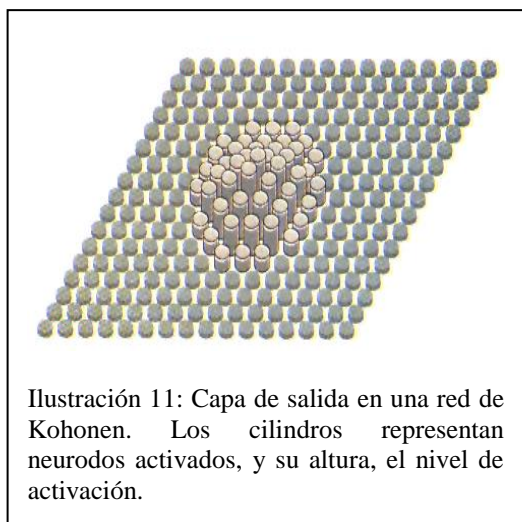 Ilustración 11: Capa de salida en una red de
Kohonen. Los cilindros representan
neurodos activados, y su altura, el nivel de
activación.